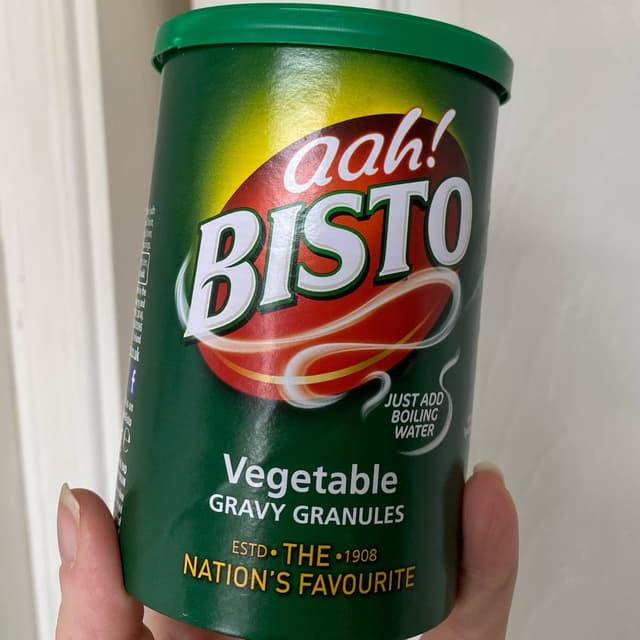 aah!
BISTO
JUST ADD
BOILING
WATER
Vegetable
GRAVY GRANULES
ESTD • THE • 1908
NATION'S FAVOURITE